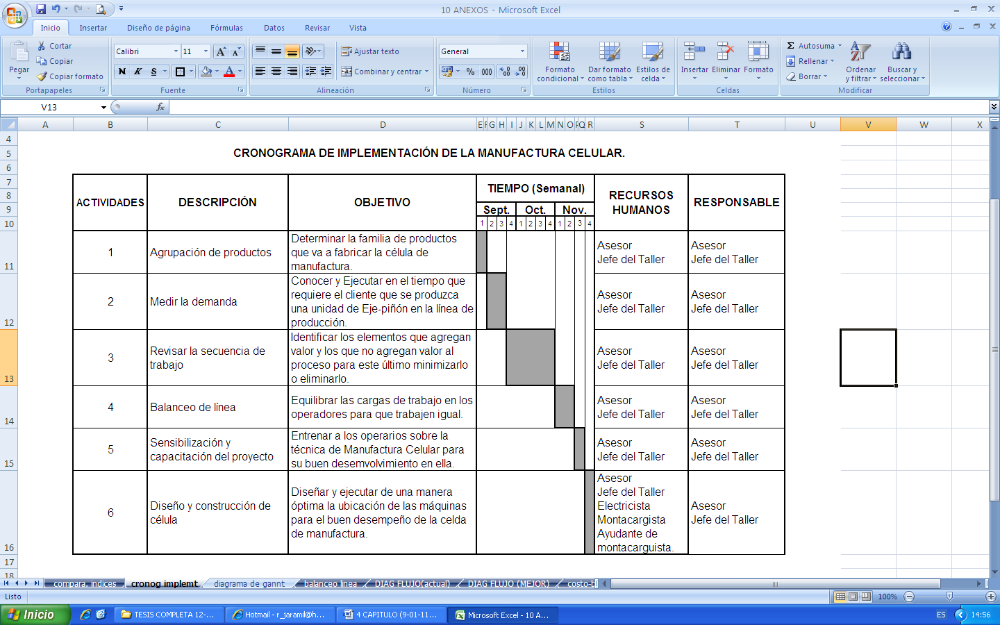 10 ANEXOS - Microsoft Excel
Inicio Insertar Diseño de página Fórmulas Datos Revisar Vista
Pegar
Cortar
Copiar
Copiar formato
Portapapeles
Calibri 11
N K S
Fuente
Ajustar texto
Combinar y centrar
Alineación
General
% 000
Número
Formato condicional
Dar formato como tabla
Estilos de celda
Estilos
Insertar Eliminar Formato
Celdas
Σ Autosuma
Rellenar
Borrar
Ordenar y filtrar
Buscar y seleccionar
Modificar
V13 fx
A B C D E F G H I J K L M N O P Q R S T U V W X
4
5
6
7
8
9
10
11
12
13
14
15
16
17
18
CRONOGRAMA DE IMPLEMENTACIÓN DE LA MANUFACTURA CELULAR.
ACTIVIDADES DESCRIPCIÓN OBJETIVO TIEMPO (Semanal) RECURSOS HUMANOS RESPONSABLE
Sept. Oct. Nov.
1 2 3 4 1 2 3 4 1 2 3 4
1
Agrupación de productos
Determinar la familia de productos
que va a fabricar la célula de
manufactura.
Asesor
Jefe del Taller
Asesor
Jefe del Taller
2
Medir la demanda
Conocer y Ejecutar en el tiempo que
requiere el cliente que se produzca
una unidad de Eje-piñón en la línea de
producción.
Asesor
Jefe del Taller
Asesor
Jefe del Taller
3
Revisar la secuencia de
trabajo
Identificar los elementos que agregan
valor y los que no agregan valor al
proceso para este último minimizarlo
o eliminarlo.
Asesor
Jefe del Taller
Asesor
Jefe del Taller
4
Balanceo de línea
Equilibrar las cargas de trabajo en los
operadores para que trabajen igual.
Asesor
Jefe del Taller
Asesor
Jefe del Taller
5
Sensibilización y
capacitación del proyecto
Entrenar a los operarios sobre la
técnica de Manufactura Celular para
su buen desemvolvimiento en ella.
Asesor
Jefe del Taller
Asesor
Jefe del Taller
6
Diseño y construcción de
célula
Diseñar y ejecutar de una manera
óptima la ubicación de las máquinas
para el buen desempeño de la celda
de manufactura.
Asesor
Jefe del Taller
Electricista
Montacargista
Ayudante de
montacarguista.
Asesor
Jefe del Taller
compara. indices cronog implemt diagrama de gannt balanceo linea DIAG FLUJO(actual) DIAG FLUJO (MEJOR) costo-b
Listo 100%
Inicio TESIS COMPLETA 12-... Hotmail - r_jaramil@h... 4 CAPITULO (9-01-11... Microsoft Excel - 10 A... ES 14:56